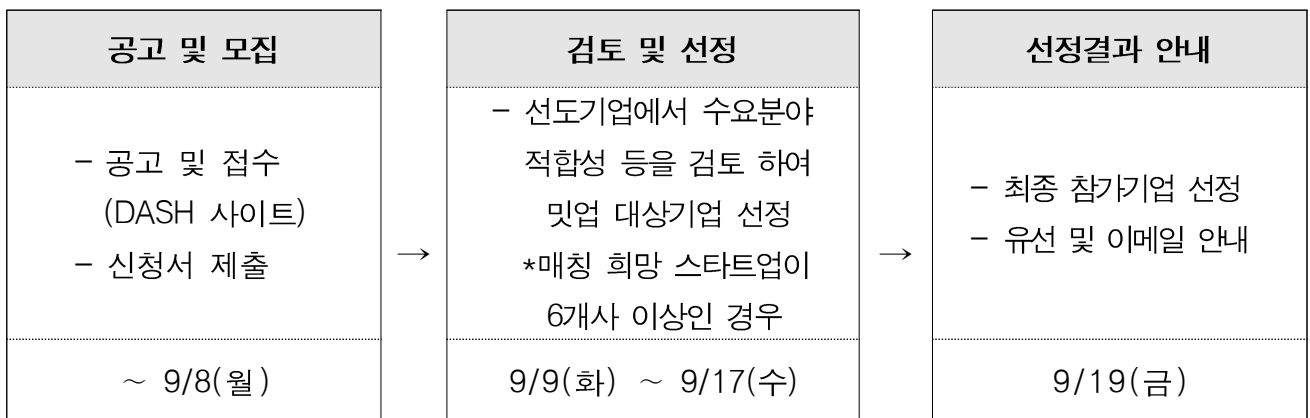 공고 및 모집
- 공고 및 접수
(DASH 사이트)
- 신청서 제출
~ 9/8(월)
→
검토 및 선정
- 선도기업에서 수요분야
적합성 등을 검토 하여
밋업 대상기업 선정
*매칭 희망 스타트업이
6개사 이상인 경우
9/9(화) ~ 9/17(수)
→
선정결과 안내
- 최종 참가기업 선정
- 유선 및 이메일 안내
9/19(금)